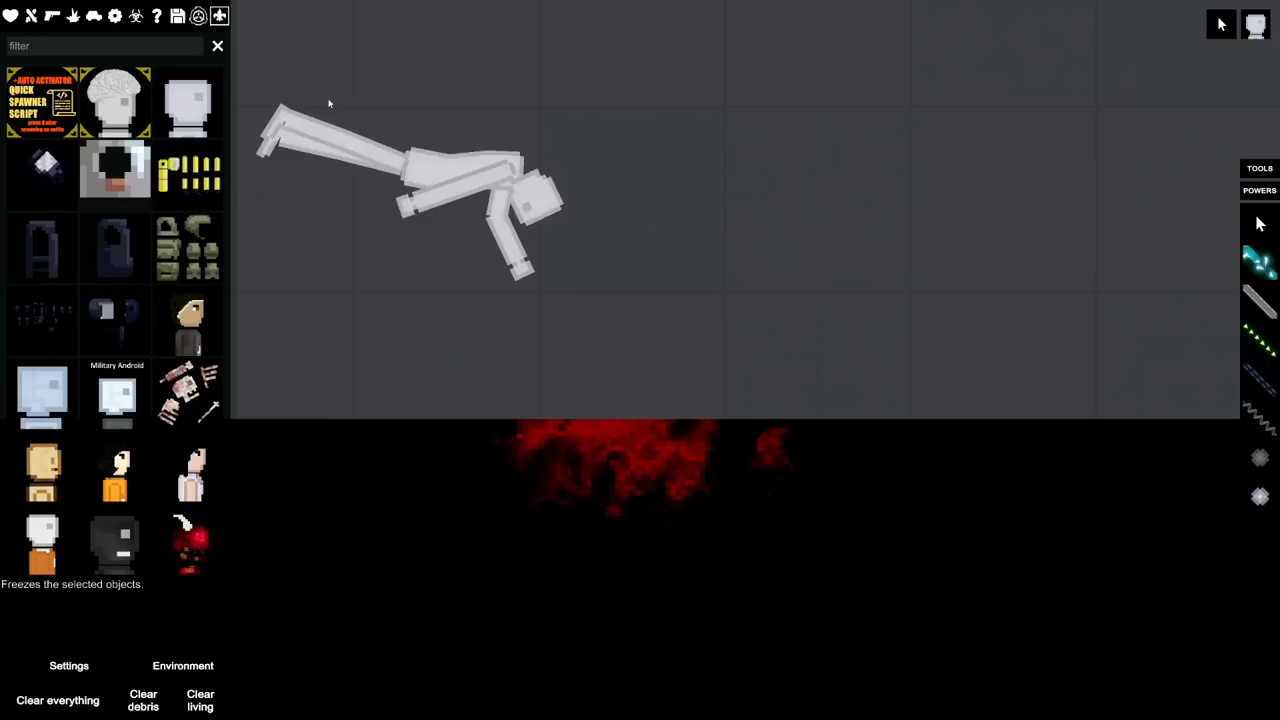 filter
+AUTO ACTIVATOR
QUICK
SPAWNER
SCRIPT
TOOLS
POWERS
Military Android
Freezes the selected objects.
Settings
Environment
Clear everything
Clear
debris
Clear
living